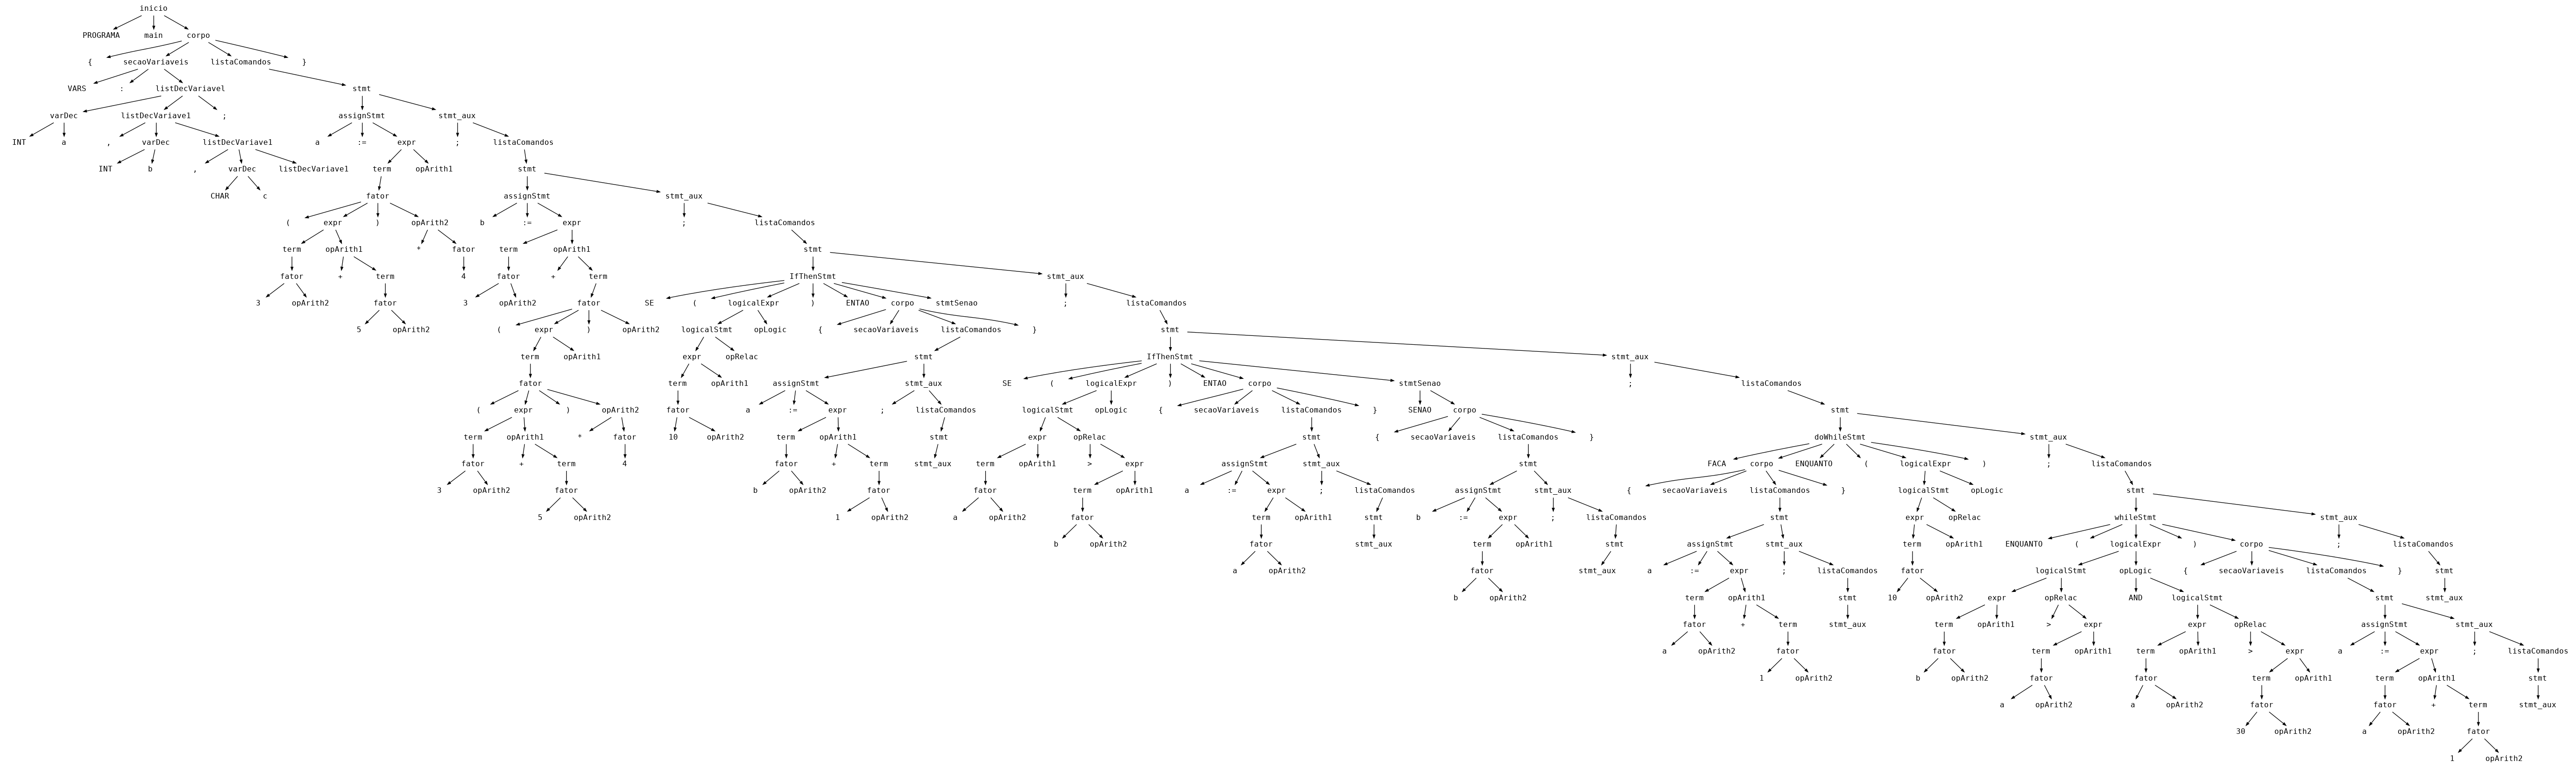 inicio
PROGRAMA main corpo
{ secaoVariaveis listaComandos }
VARS : listDecVariavel stmt
varDec listDecVariave1 ; assignStmt stmt_aux
INT a , varDec listDecVariave1 a := expr ; listaComandos
INT b , varDec listDecVariave1 term opArith1 stmt
CHAR c fator assignStmt stmt_aux
( expr ) opArith2 b := expr ; listaComandos
term opArith1 * fator term opArith1 stmt
fator + term 4 fator + term IfThenStmt stmt_aux
3 opArith2 fator 3 opArith2 fator SE ( logicalExpr ) ENTAO corpo stmtSenao ; listaComandos
5 opArith2 ( expr ) opArith2 logicalStmt opLogic { secaoVariaveis listaComandos } stmt
term opArith1 expr opRelac stmt IfThenStmt stmt_aux
fator term opArith1 assignStmt stmt_aux SE ( logicalExpr ) ENTAO corpo stmtSenao ; listaComandos
( expr ) opArith2 fator a := expr ; listaComandos logicalStmt opLogic { secaoVariaveis listaComandos } SENAO corpo stmt
term opArith1 * fator 10 opArith2 term opArith1 stmt expr opRelac stmt { secaoVariaveis listaComandos } doWhileStmt stmt_aux
fator + term 4 fator + term stmt_aux term opArith1 > expr assignStmt stmt_aux stmt FACA corpo ENQUANTO ( logicalExpr ) ; listaComandos
3 opArith2 fator b opArith2 fator fator term opArith1 a := expr ; listaComandos assignStmt stmt_aux { secaoVariaveis listaComandos } logicalStmt opLogic stmt
5 opArith2 1 opArith2 a opArith2 fator term opArith1 stmt b := expr ; listaComandos stmt expr opRelac whileStmt stmt_aux
b opArith2 fator stmt_aux term opArith1 stmt assignStmt stmt_aux term opArith1 ENQUANTO ( logicalExpr ) corpo ; listaComandos
a opArith2 fator stmt_aux a := expr ; listaComandos fator logicalStmt opLogic { secaoVariaveis listaComandos } stmt
b opArith2 term opArith1 stmt 10 opArith2 expr opRelac AND logicalStmt stmt stmt_aux
fator + term stmt_aux term opArith1 > expr expr opRelac assignStmt stmt_aux
a opArith2 fator fator term opArith1 term opArith1 > expr a := expr ; listaComandos
1 opArith2 b opArith2 fator fator term opArith1 term opArith1 stmt
a opArith2 a opArith2 fator fator + term stmt_aux
30 opArith2 a opArith2 fator
1 opArith2